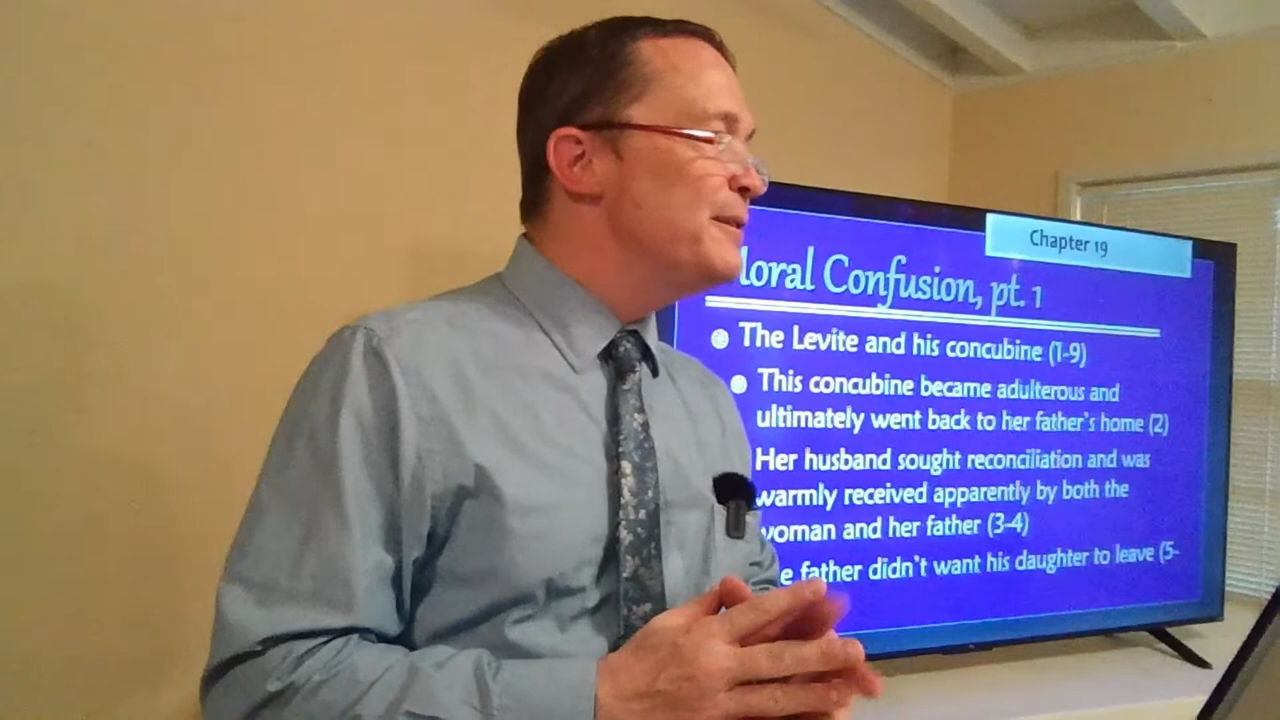 Chapter 19
Confusion, pt. 1
The Levite and his concubine (1-9)
This concubine became adulterous and
ultimately went back to her father's home (2)
Her husband sought reconciliation and was
warmly received apparently by both the
woman and her father (3-4)
father didn't want his daughter to leave (5-